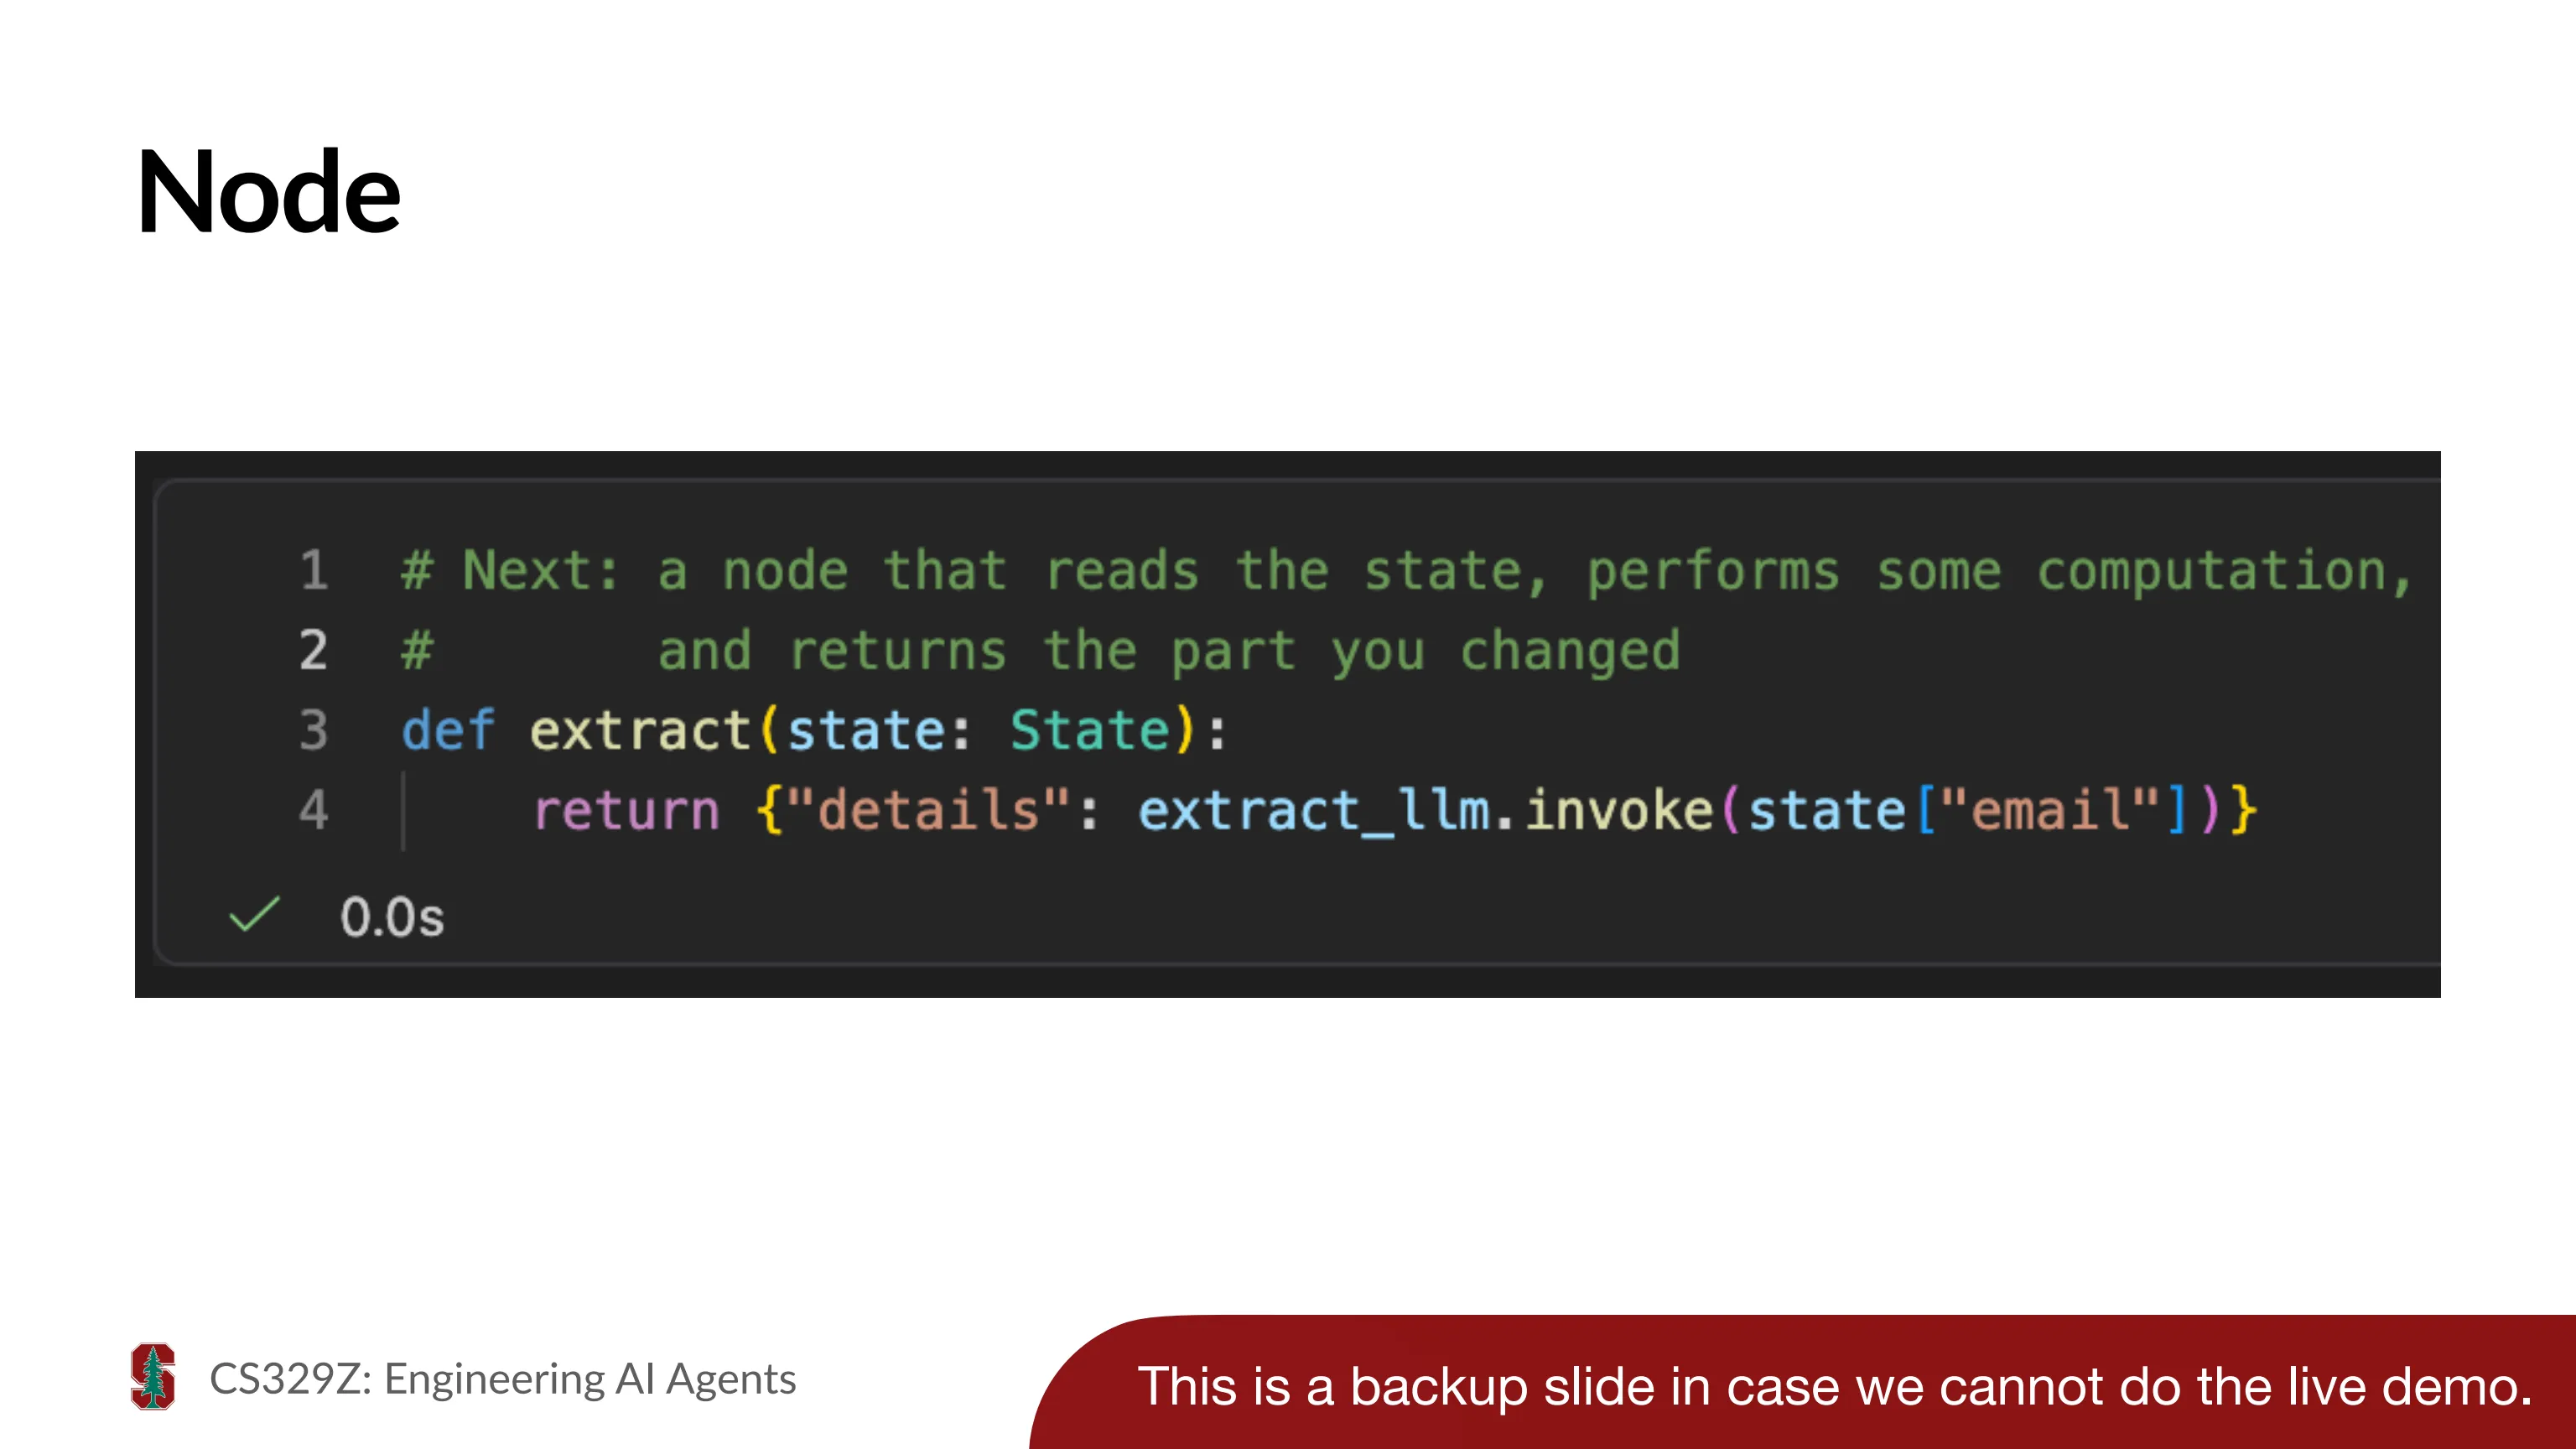 Node
1 # Next: a node that reads the state, performs some computation,
2 #       and returns the part you changed
3 def extract(state: State):
4     return {"details": extract_llm.invoke(state["email"])}
✓ 0.0s
CS329Z: Engineering AI Agents
This is a backup slide in case we cannot do the live demo.